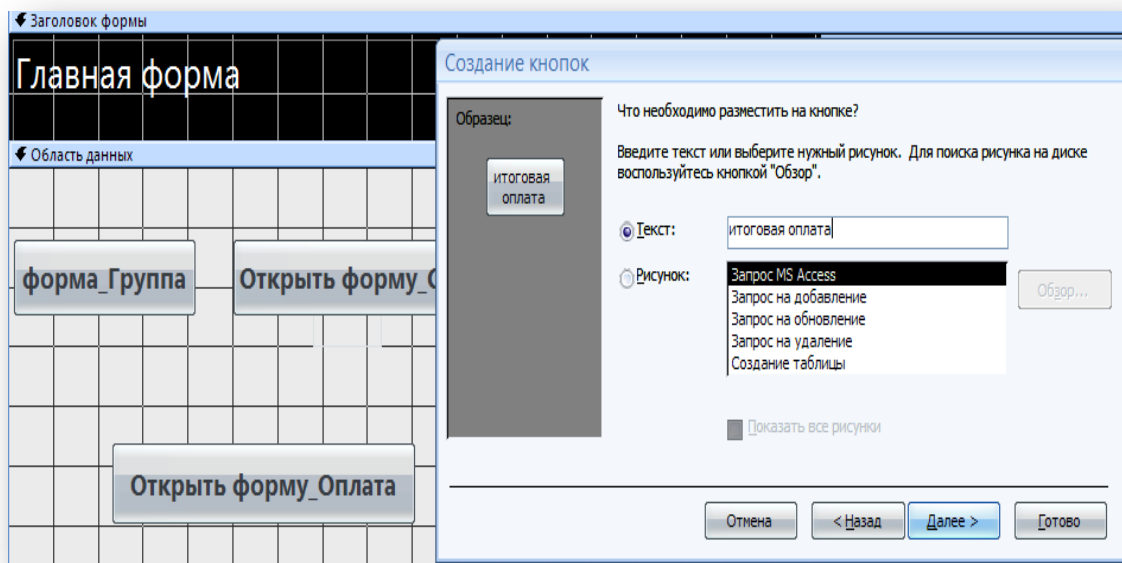 Заголовок формы
Главная форма
Область данных
форма_Группа
Открыть форму_О
Открыть форму_Оплата
Создание кнопок
Образец:
итоговая
оплата
Что необходимо разместить на кнопке?
Введите текст или выберите нужный рисунок. Для поиска рисунка на диске
воспользуйтесь кнопкой "Обзор".
Текст:
итоговая оплата
Рисунок:
Запрос MS Access
Запрос на добавление
Запрос на обновление
Запрос на удаление
Создание таблицы
Обзор...
Показать все рисунки
Отмена
< Назад
Далее >
Готово